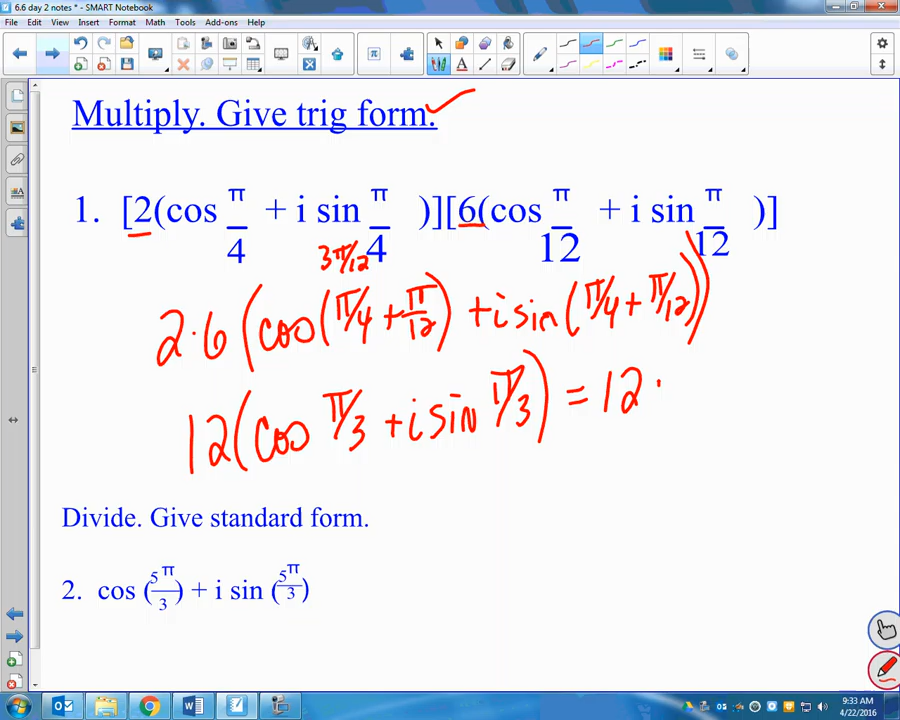 6.6 day 2 notes * - SMART Notebook
File Edit View Insert Format Math Tools Add-ons Help
Multiply. Give trig form.
1. [2(cos π/4 + i sin π/4 )][6(cos π/12 + i sin π/12 )]
3π/12
2·6(cos(π/4+π/12)+isin(π/4+π/12))
12(cos π/3 + i sin π/3) = 12·
Divide. Give standard form.
2. cos (5π/3) + i sin (5π/3)
9:33 AM
4/22/2016